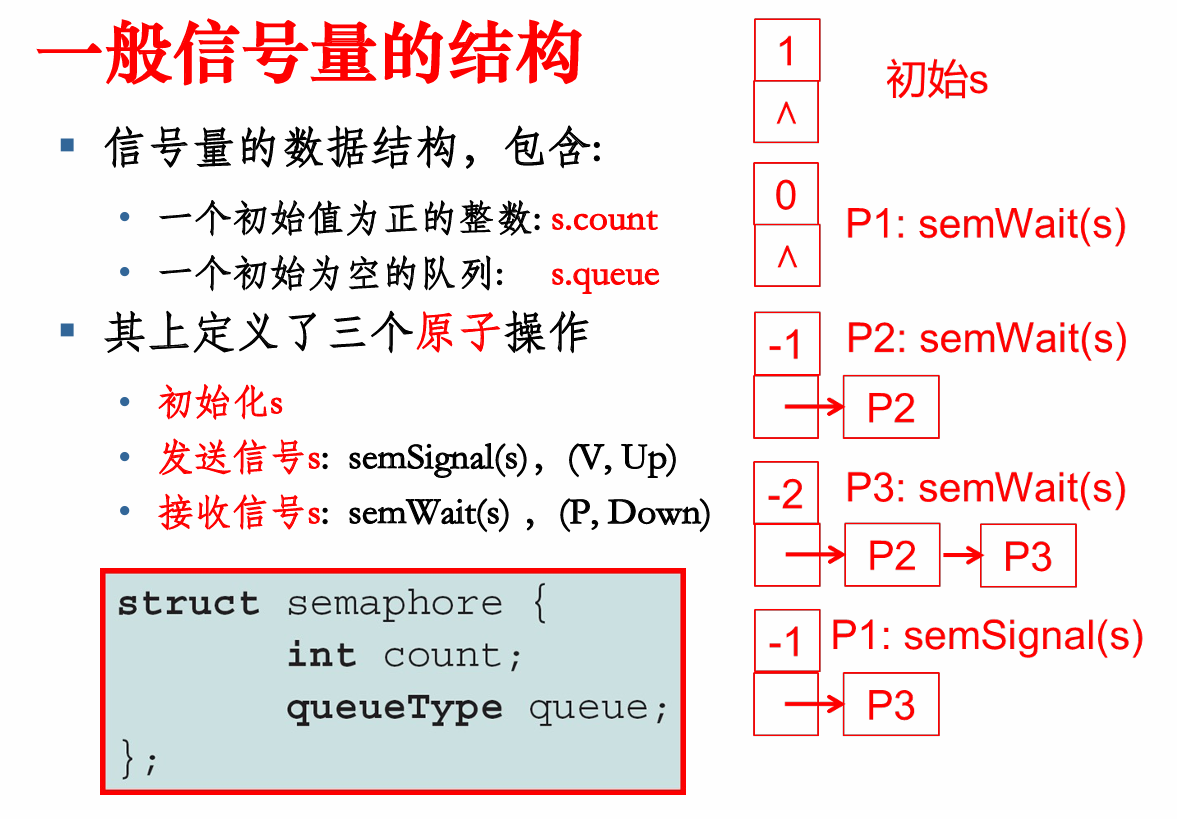 一般信号量的结构
信号量的数据结构，包含:
一个初始值为正的整数: s.count
一个初始为空的队列: s.queue
其上定义了三个原子操作
初始化s
发送信号s: semSignal(s) , (V, Up)
接收信号s: semWait(s) , (P, Down)
struct semaphore {
int count;
queueType queue;
};
1
^
初始s
0
^
P1: semWait(s)
-1
P2: semWait(s)
P2
-2
P3: semWait(s)
P2
P3
-1
P1: semSignal(s)
P3